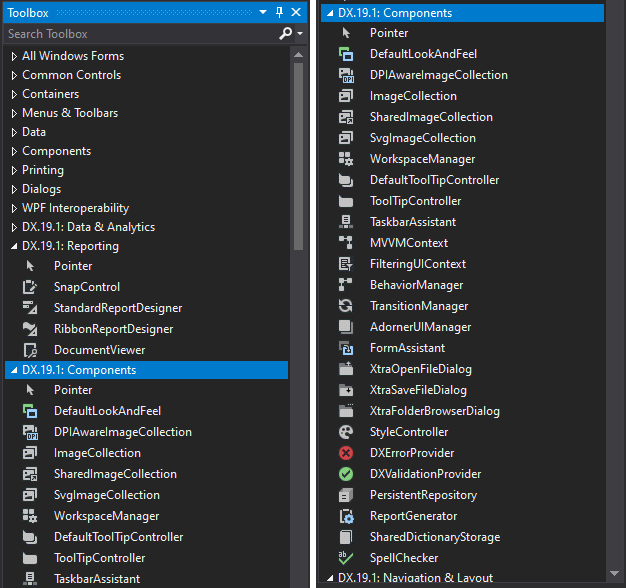 Toolbox
Search Toolbox
All Windows Forms
Common Controls
Containers
Menus & Toolbars
Data
Components
Printing
Dialogs
WPF Interoperability
DX.19.1: Data & Analytics
DX.19.1: Reporting
Pointer
SnapControl
StandardReportDesigner
RibbonReportDesigner
DocumentViewer
DX.19.1: Components
Pointer
DefaultLookAndFeel
DPIAwareImageCollection
ImageCollection
SharedImageCollection
SvgImageCollection
WorkspaceManager
DefaultToolTipController
ToolTipController
TaskbarAssistant
DX.19.1: Components
Pointer
DefaultLookAndFeel
DPIAwareImageCollection
ImageCollection
SharedImageCollection
SvgImageCollection
WorkspaceManager
DefaultToolTipController
ToolTipController
TaskbarAssistant
MVVMContext
FilteringUIContext
BehaviorManager
TransitionManager
AdornerUIManager
FormAssistant
XtraOpenFileDialog
XtraSaveFileDialog
XtraFolderBrowserDialog
StyleController
DXErrorProvider
DXValidationProvider
PersistentRepository
ReportGenerator
SharedDictionaryStorage
SpellChecker
DX.19.1: Navigation & Layout